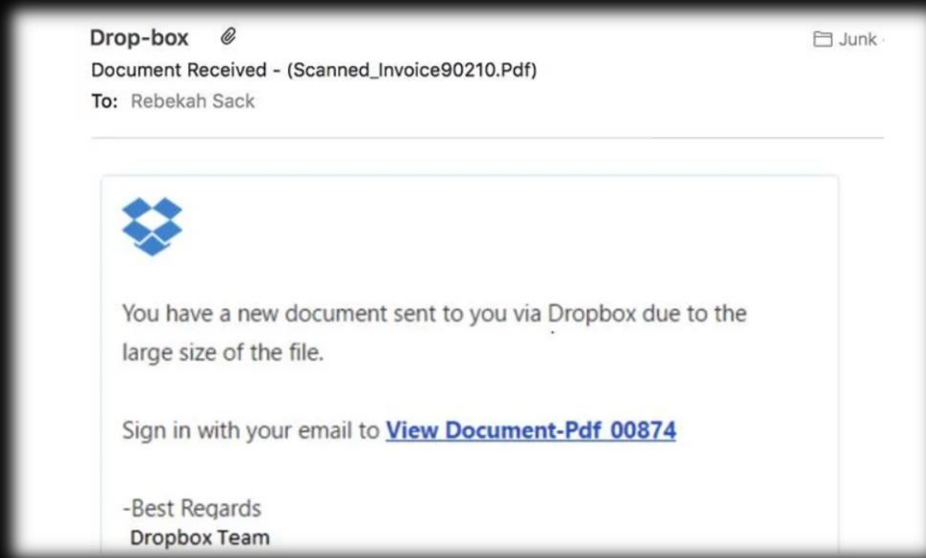 Drop-box
Junk
Document Received - (Scanned_Invoice90210.Pdf)
To: Rebekah Sack
You have a new document sent to you via Dropbox due to the
large size of the file.
Sign in with your email to View Document-Pdf 00874
-Best Regards
Dropbox Team